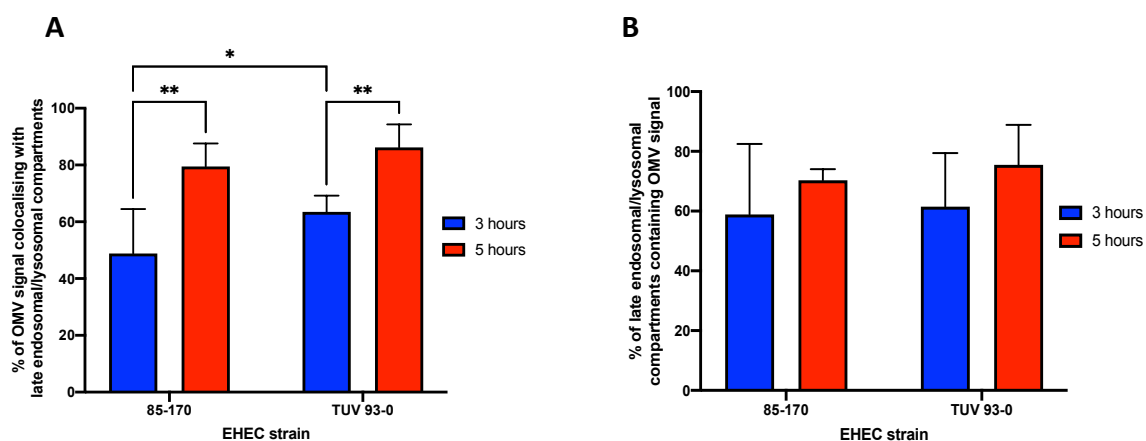 A
*
**
**
% of OMV signal colocalising with
late endosomal/lysosomal compartments
100
80
60
40
20
0
85-170
TUV 93-0
EHEC strain
3 hours
5 hours
B
% of late endosomal/lysosomal
compartments containing OMV signal
100
80
60
40
20
0
85-170
TUV 93-0
EHEC strain
3 hours
5 hours